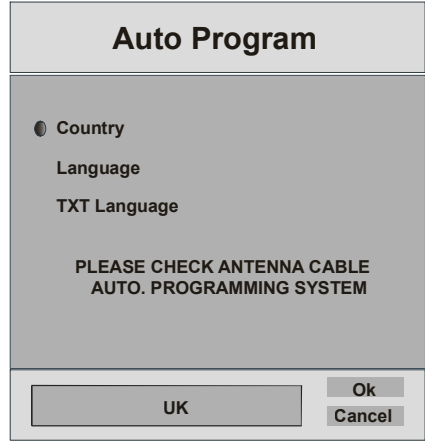 Auto Program
Country
Language
TXT Language
PLEASE CHECK ANTENNA CABLE
AUTO. PROGRAMMING SYSTEM
UK
Ok
Cancel